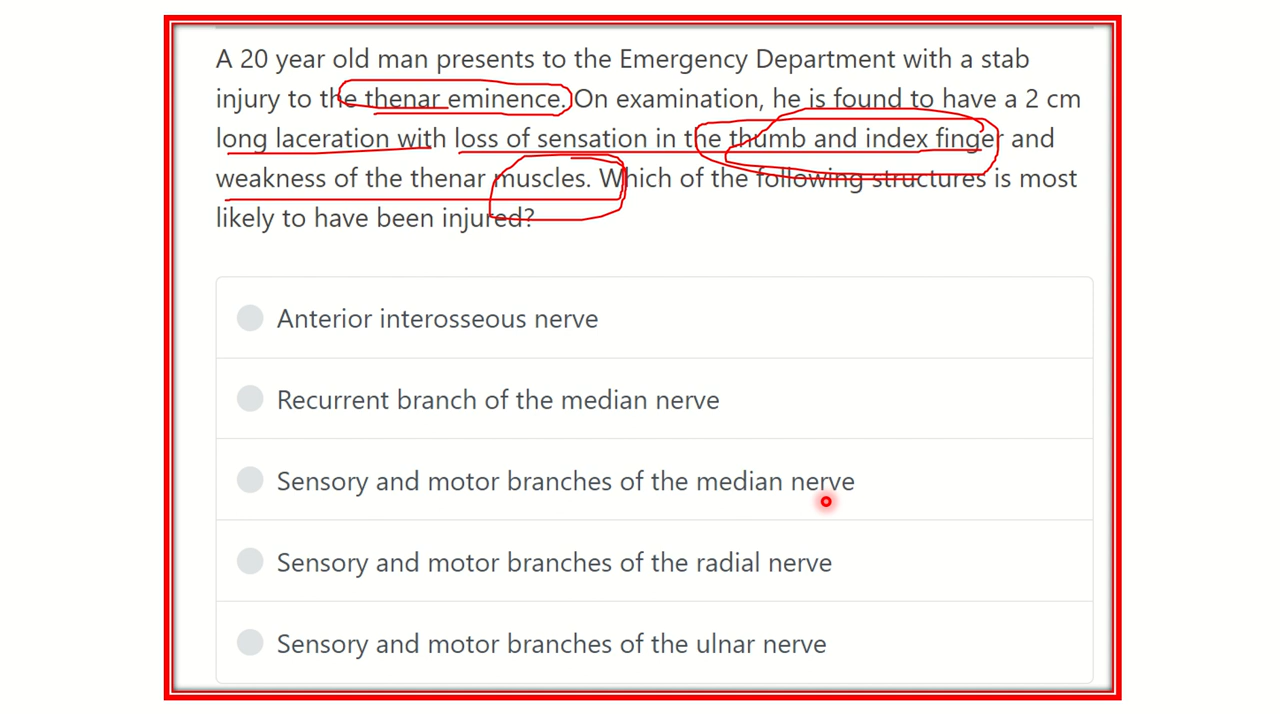 A 20 year old man presents to the Emergency Department with a stab
injury to the thenar eminence. On examination, he is found to have a 2 cm
long laceration with loss of sensation in the thumb and index finger and
weakness of the thenar muscles. Which of the following structures is most
likely to have been injured?
Anterior interosseous nerve
Recurrent branch of the median nerve
Sensory and motor branches of the median nerve
Sensory and motor branches of the radial nerve
Sensory and motor branches of the ulnar nerve